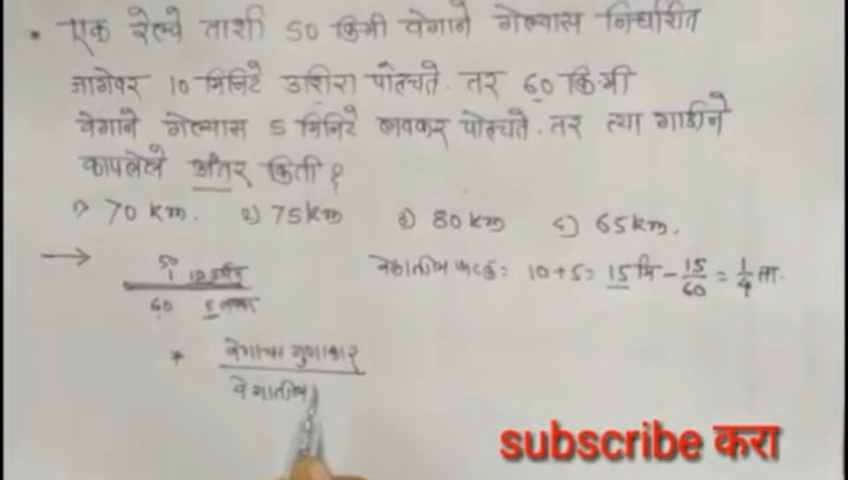 • एक रेल्वे ताशी 50 किमी वेगाने गेल्यास निर्धारित
जागेवर 10 मिनिटे उशिरा पोहचते. तर 60 कि.मी
वेगाने गेल्यास 5 मिनिटे लवकर पोहचते. तर त्या गाडीने
कापलेले अंतर किती?
1) 70 km. 2) 75 km 3) 80 km 4) 65 km.
→ 50 10 उशिरा
60 5 लवकर
वेळातील फरक = 10 + 5 = 15 मि - 15/60 = 1/4 ता.
* वेगाचा गुणाकार
वेगातील
subscribe करा